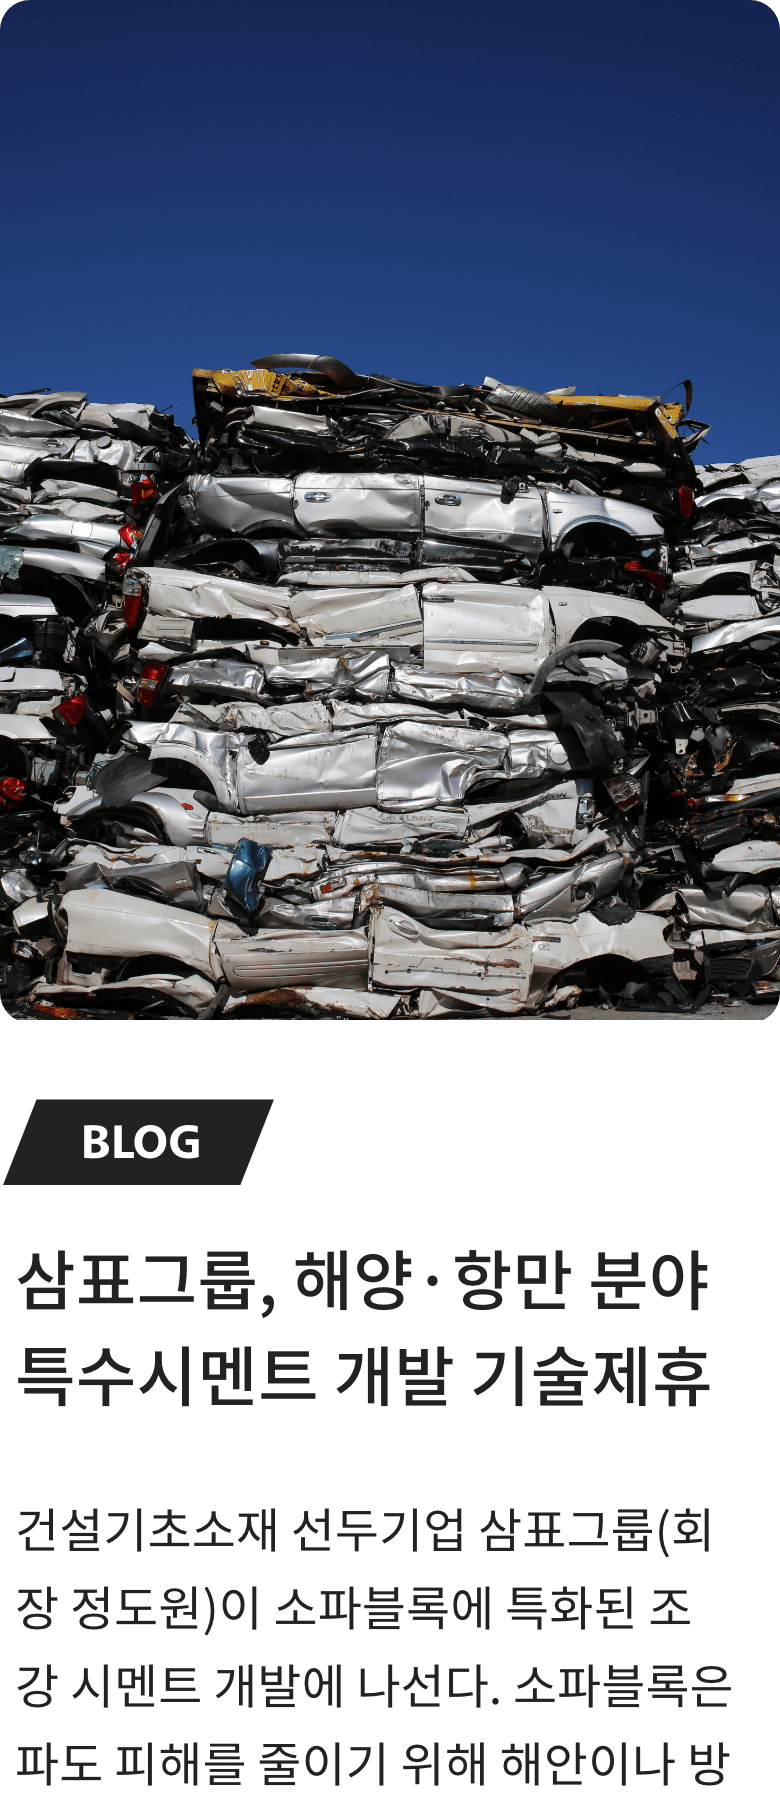 BLOG
삼표그룹, 해양·항만 분야
특수시멘트 개발 기술제휴
건설기초소재 선두기업 삼표그룹(회
장 정도원)이 소파블록에 특화된 조
강 시멘트 개발에 나선다. 소파블록은
파도 피해를 줄이기 위해 해안이나 방